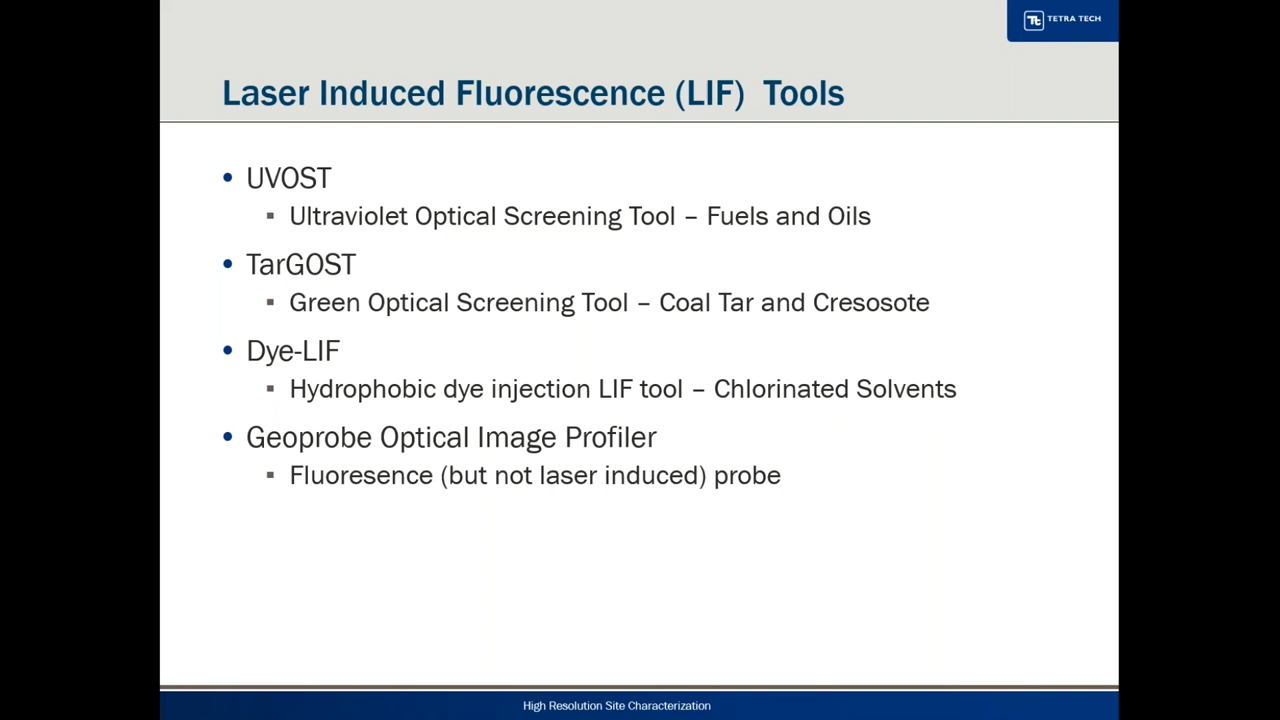 TETRA TECH
Laser Induced Fluorescence (LIF) Tools
• UVOST
▪ Ultraviolet Optical Screening Tool – Fuels and Oils
• TarGOST
▪ Green Optical Screening Tool – Coal Tar and Cresosote
• Dye-LIF
▪ Hydrophobic dye injection LIF tool – Chlorinated Solvents
• Geoprobe Optical Image Profiler
▪ Fluoresence (but not laser induced) probe
High Resolution Site Characterization